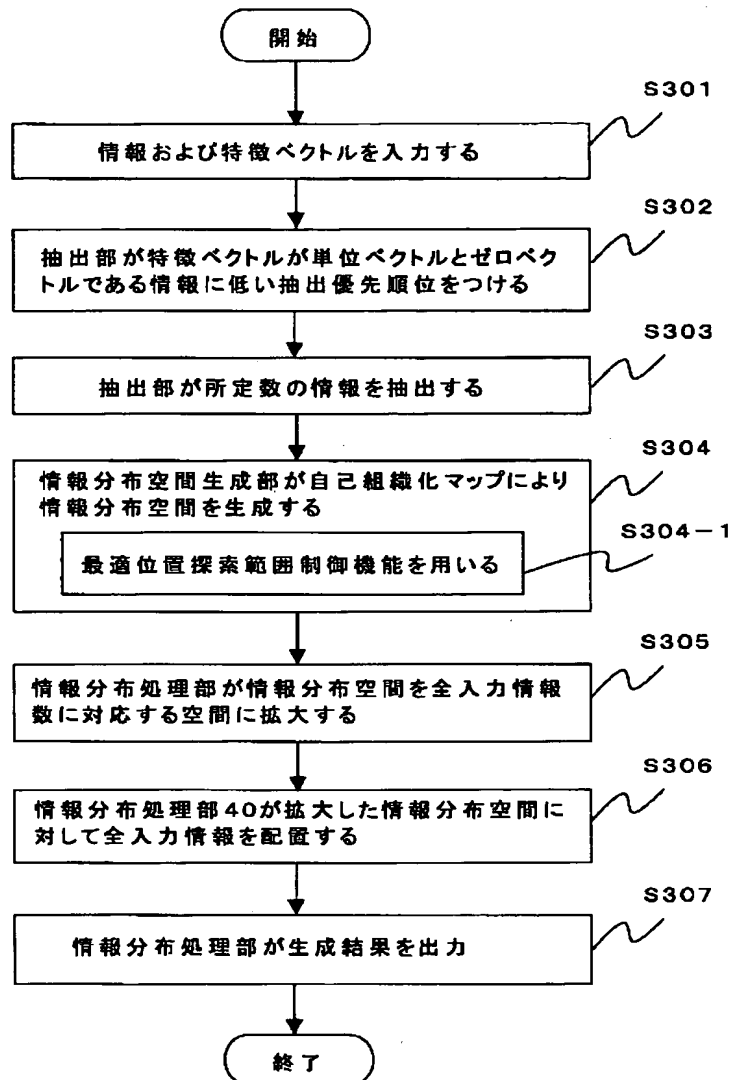 開始
S301
情報および特徴ベクトルを入力する
S302
抽出部が特徴ベクトルが単位ベクトルとゼロベク
トルである情報に低い抽出優先順位をつける
S303
抽出部が所定数の情報を抽出する
S304
情報分布空間生成部が自己組織化マップにより
情報分布空間を生成する
S304-1
最適位置探索範囲制御機能を用いる
S305
情報分布処理部が情報分布空間を全入力情報
数に対応する空間に拡大する
S306
情報分布処理部40が拡大した情報分布空間に
対して全入力情報を配置する
S307
情報分布処理部が生成結果を出力
終了